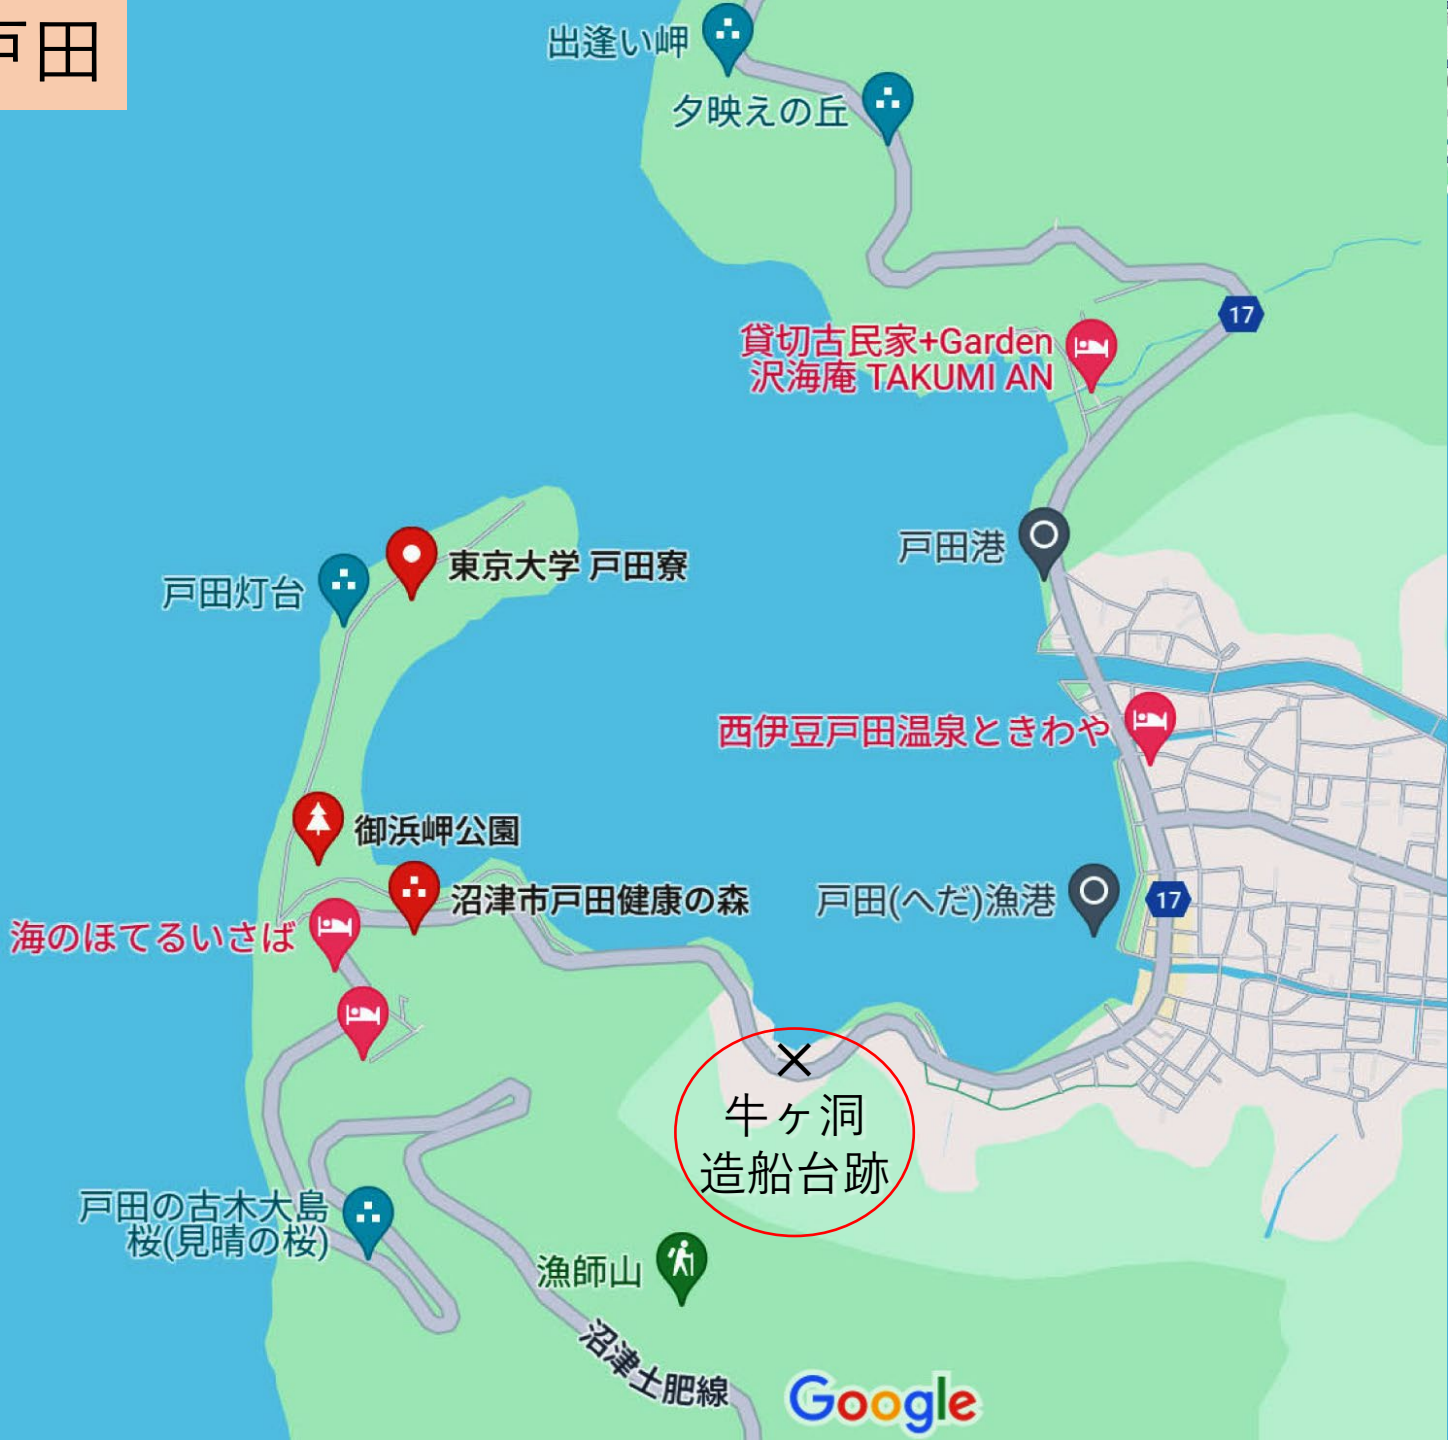 戸田
出逢い岬
夕映えの丘
17
貸切古民家+Garden
沢海庵 TAKUMI AN
戸田港
東京大学 戸田寮
戸田灯台
西伊豆戸田温泉ときわや
御浜岬公園
沼津市戸田健康の森
戸田(へだ)漁港
17
海のほてるいさば
牛ヶ洞
造船台跡
戸田の古木大島
桜(見晴の桜)
漁師山
沼津土肥線
Google